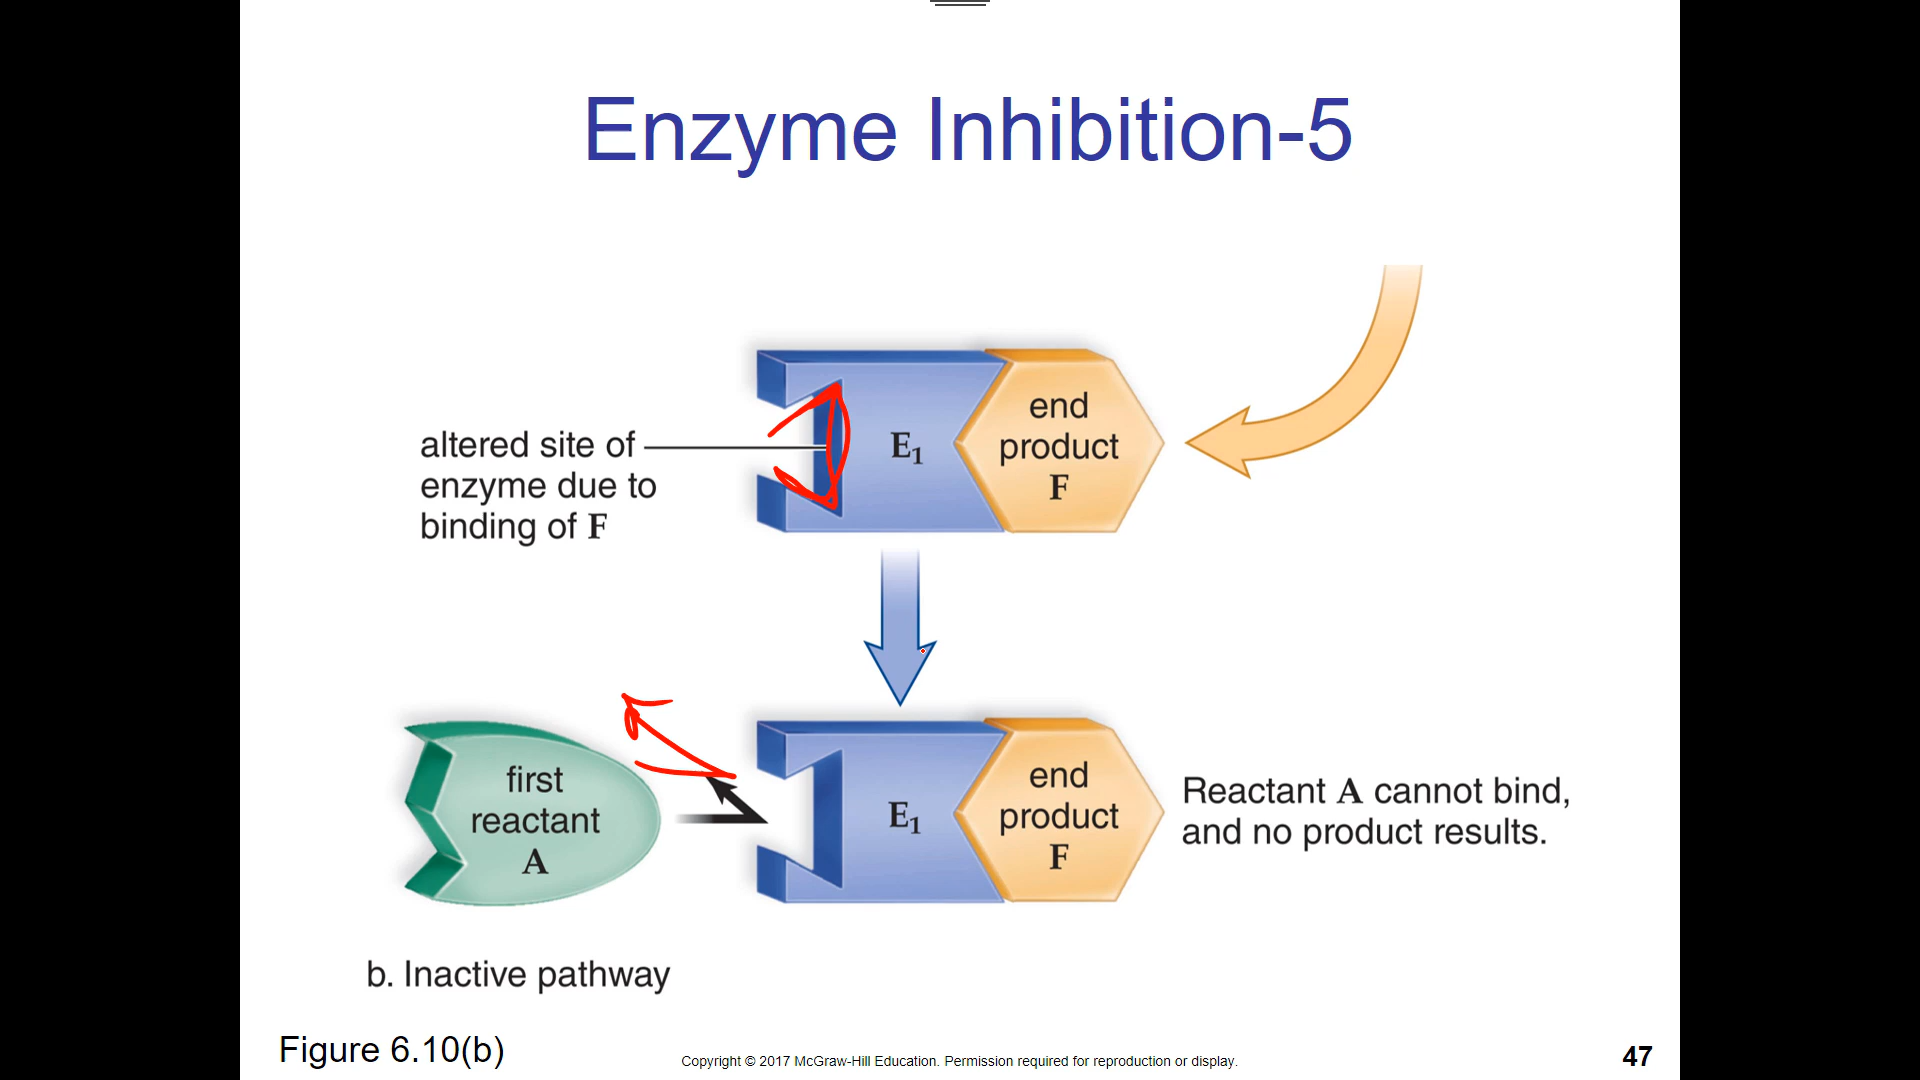 Enzyme Inhibition-5
altered site of
enzyme due to
binding of F
E₁
end
product
F
first
reactant
A
E₁
end
product
F
Reactant A cannot bind,
and no product results.
b. Inactive pathway
Figure 6.10(b)
Copyright © 2017 McGraw-Hill Education. Permission required for reproduction or display.
47